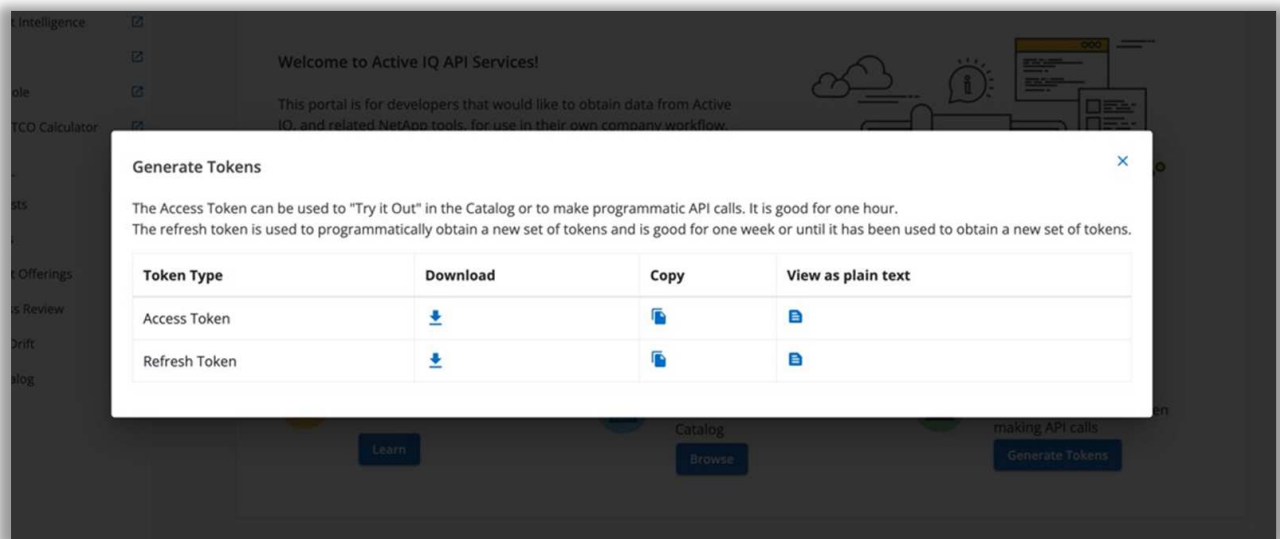 t Intelligence
ole
TCO Calculator
sts
t Offerings
s Review
Drift
alog
Welcome to Active IQ API Services!
This portal is for developers that would like to obtain data from Active
IQ, and related NetApp tools, for use in their own company workflow
Generate Tokens
The Access Token can be used to "Try it Out" in the Catalog or to make programmatic API calls. It is good for one hour.
The refresh token is used to programmatically obtain a new set of tokens and is good for one week or until it has been used to obtain a new set of tokens.
Token Type Download Copy View as plain text
Access Token
Refresh Token
en
Catalog
making API calls
Learn
Browse
Generate Tokens